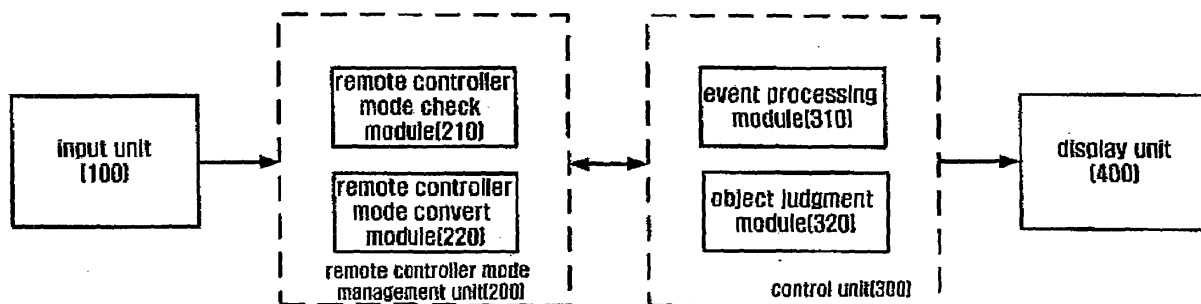 input unit
(100)
remote controller
mode check
module(210)
remote controller
mode convert
module(220)
remote controller mode
management unit(200)
event processing
module(310)
object judgment
module(320)
control unit(300)
display unit
(400)